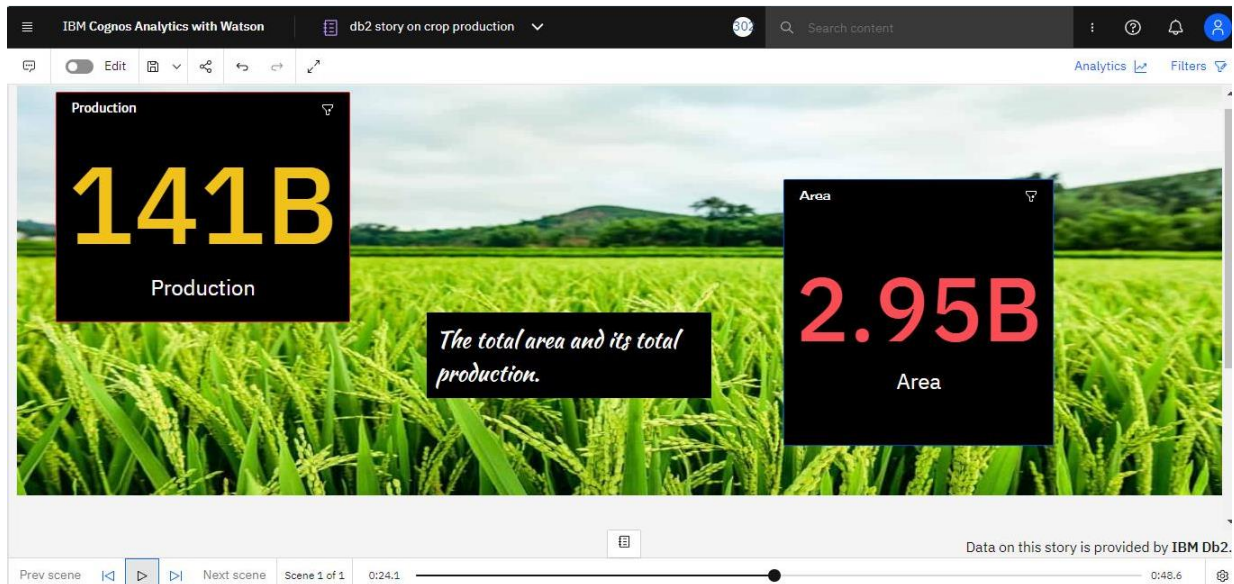 IBM Cognos Analytics with Watson db2 story on crop production 302 Search content
Edit Analytics Filters
Production
141B
Production
Area
2.95B
Area
The total area and its total
production.
Data on this story is provided by IBM Db2.
Prev scene Next scene Scene 1 of 1 0:24.1 0:48.6